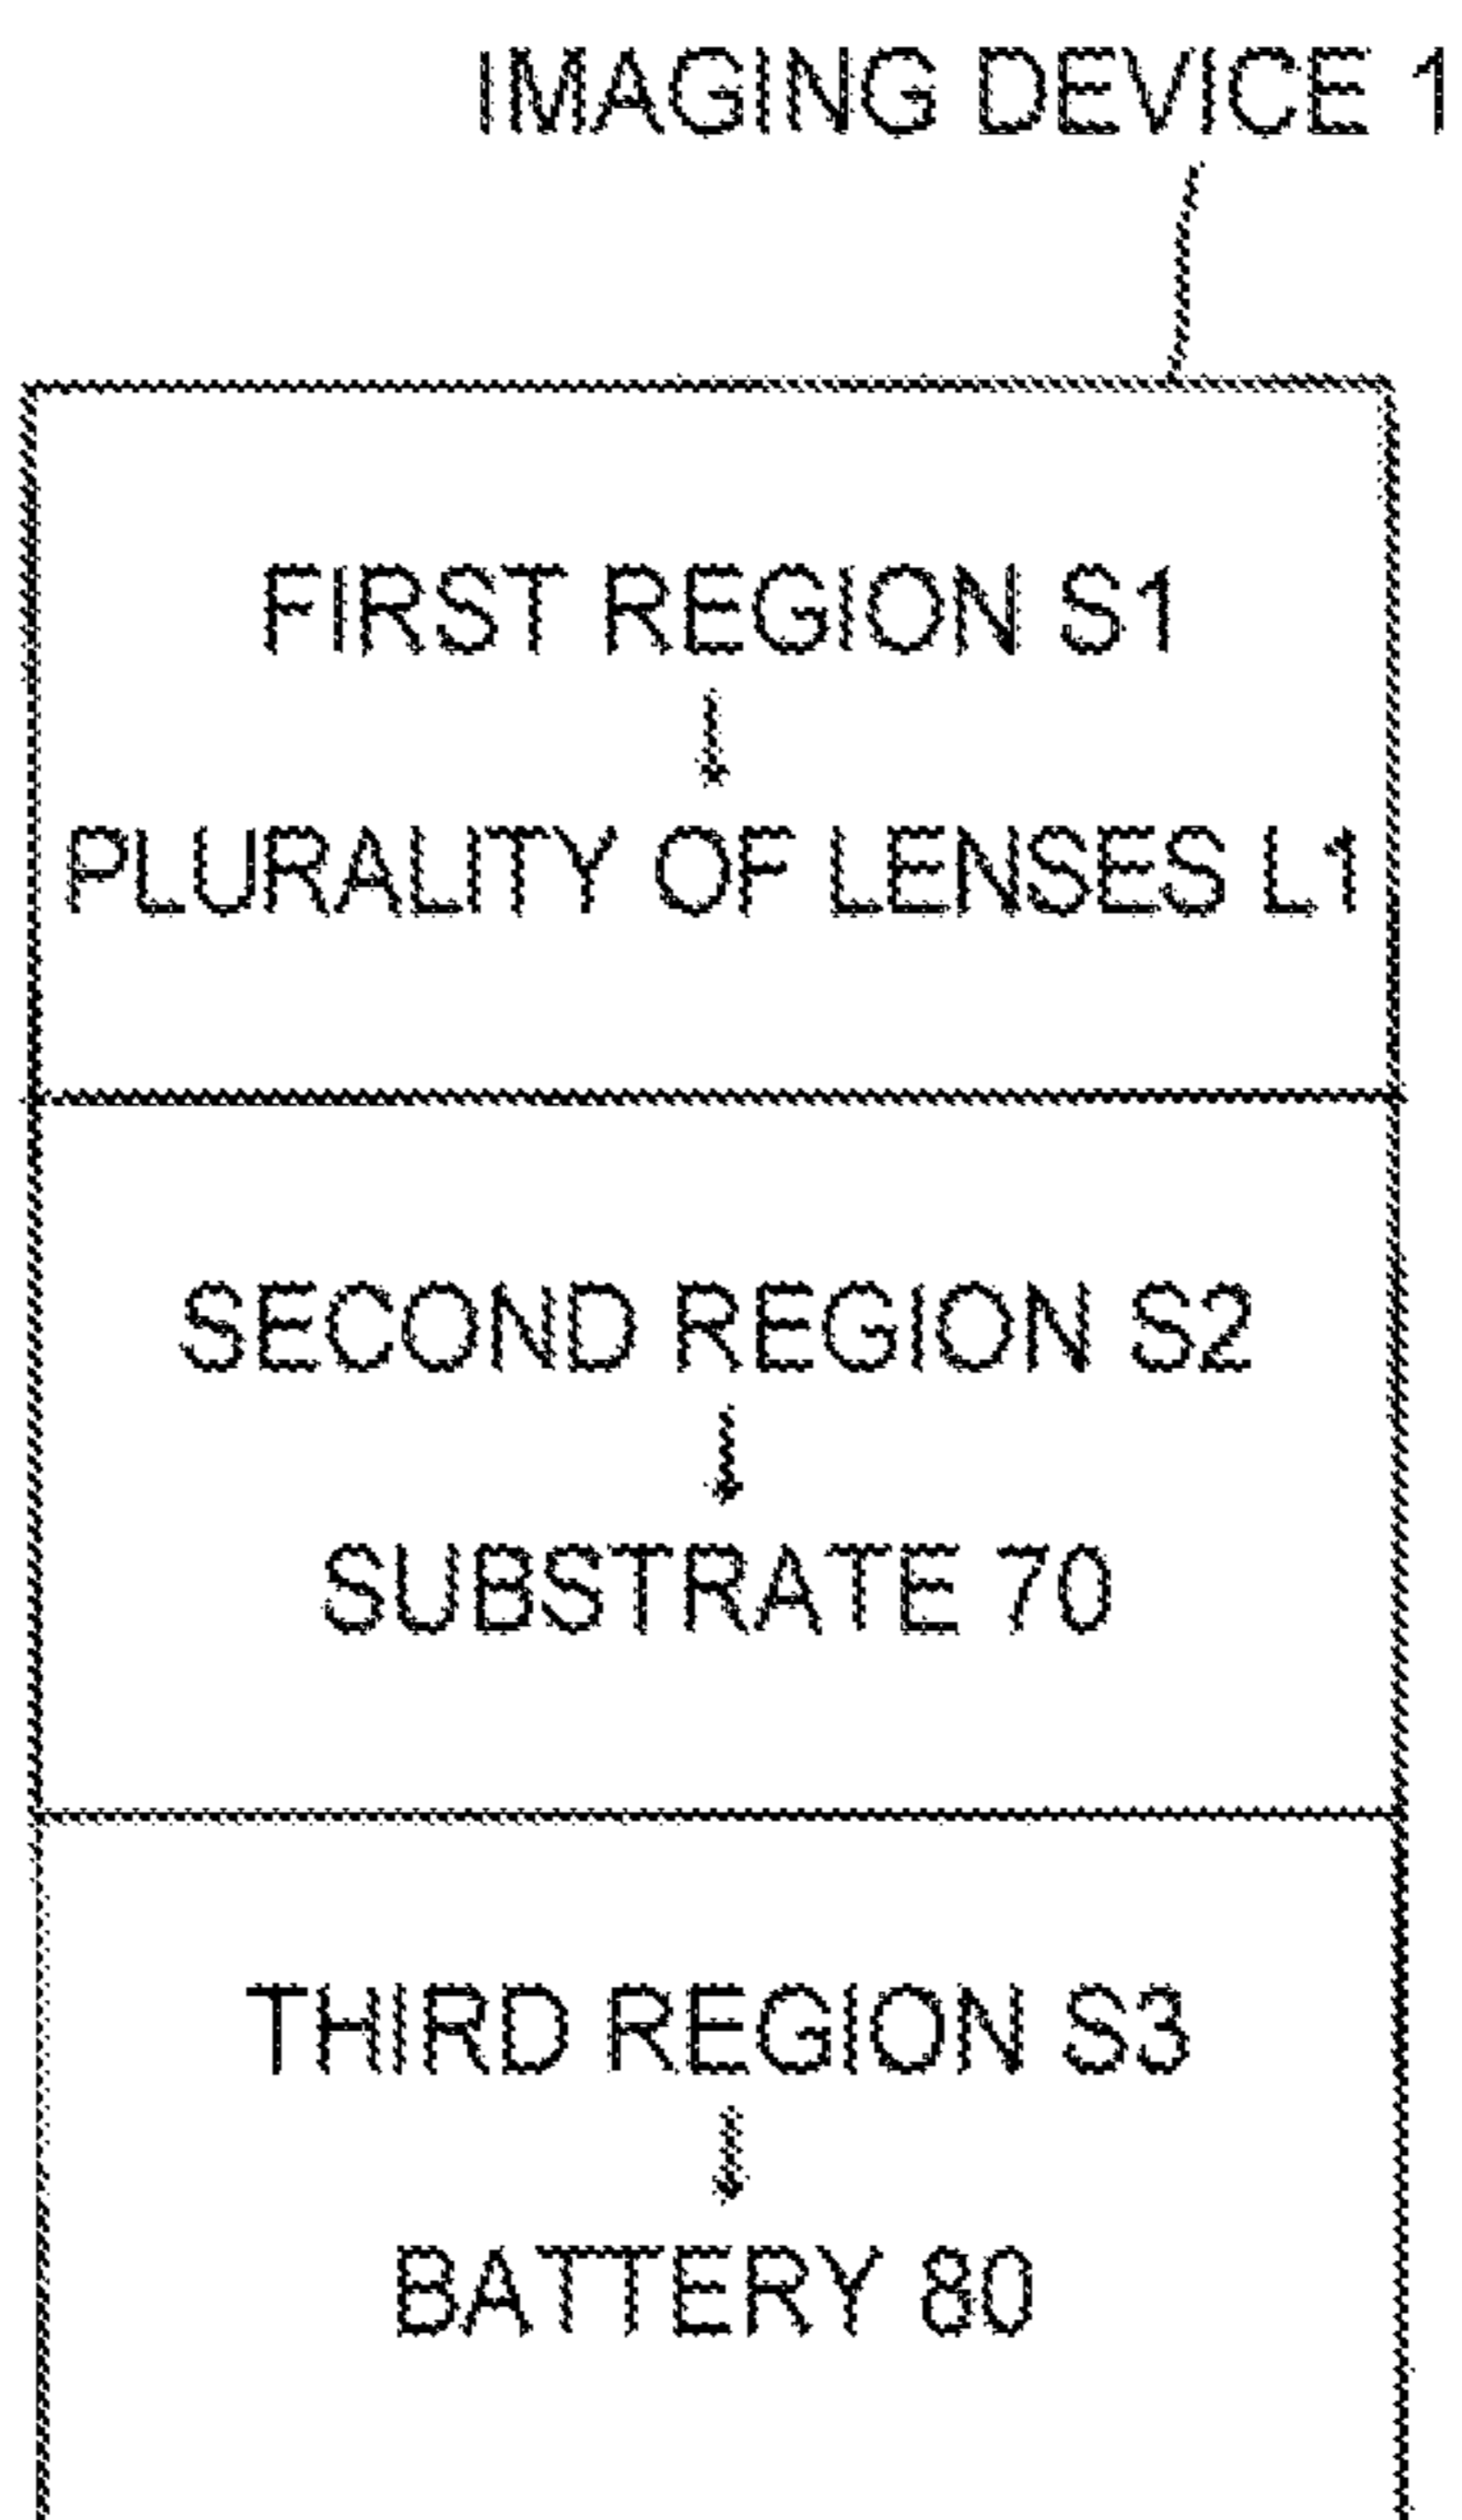 IMAGING DEVICE 1
FIRST REGION S1
PLURALITY OF LENSES L1
SECOND REGION S2
SUBSTRATE 70
THIRD REGION S3
BATTERY 80